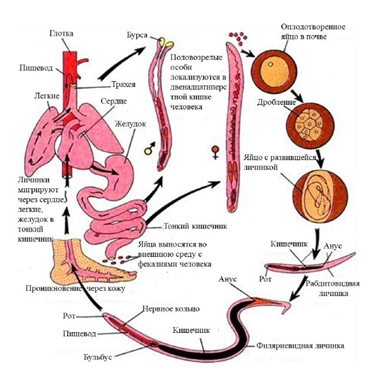 Глотка
Бурса
Оплодотворенное
яйцо в почве
Пищевод
Половозрелые
особи
локализуются в
двенадцатиперс
тной кишке
человека
Трахея
Легкие
Сердце
Дробление
Желудок
Яйцо с развившейся
личинкой
Личинки
мигрируют
через сердце,
легкие,
желудок в
тонкий
кишечник
Тонкий кишечник
Яйца выносятся во
внешнюю среду с
фекалиями человека
Кишечник
Анус
Рот
Рабдитовидная
личинка
Проникновение через кожу
Анус
Рот
Нервное кольцо
Кишечник
Пищевод
Филяриевидная личинка
Бульбус